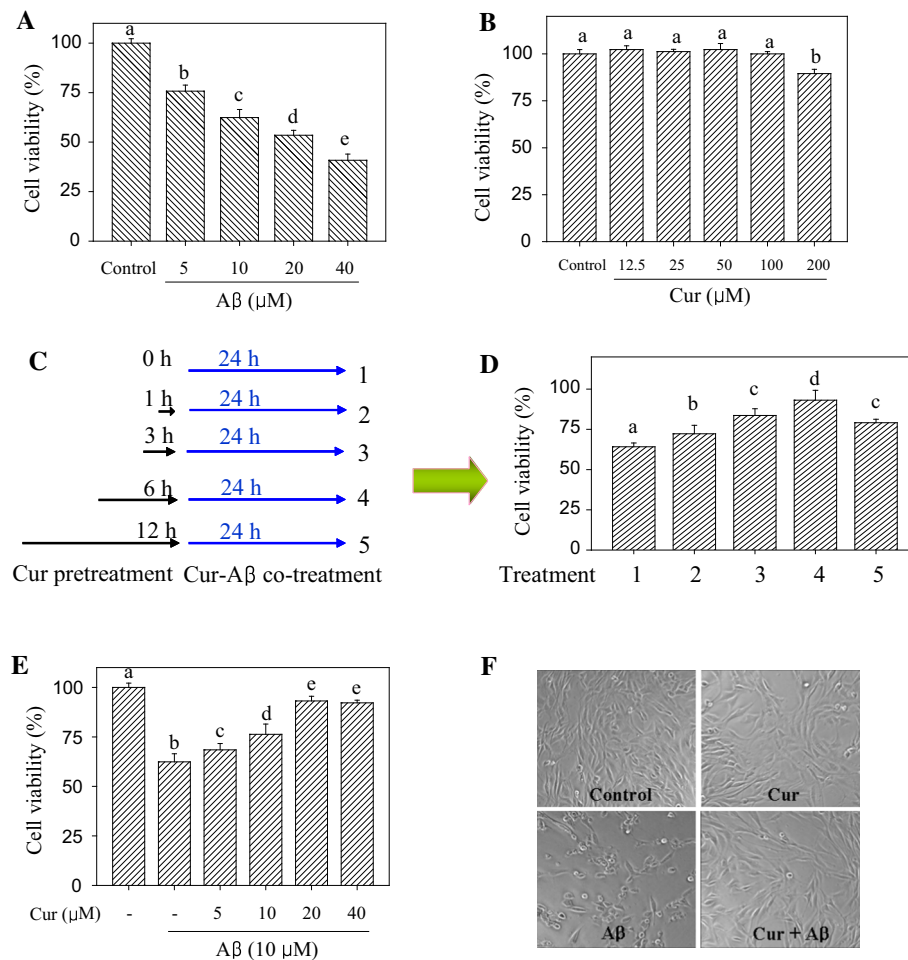 A
Cell viability (%)
100
75
50
25
0
a
b
c
d
e
Control 5 10 20 40
Aβ (μM)
B
Cell viability (%)
100
75
50
25
0
a a a a a b
Control 12.5 25 50 100 200
Cur (μM)
C
0 h 24 h 1
1 h 24 h 2
3 h 24 h 3
6 h 24 h 4
12 h 24 h 5
Cur pretreatment Cur-Aβ co-treatment
D
Cell viability (%)
100
75
50
25
0
a b c d c
Treatment 1 2 3 4 5
E
Cell viability (%)
100
75
50
25
0
a b c d e e
Cur (μM) - - 5 10 20 40
Aβ (10 μM)
F
Control Cur
Aβ Cur + Aβ